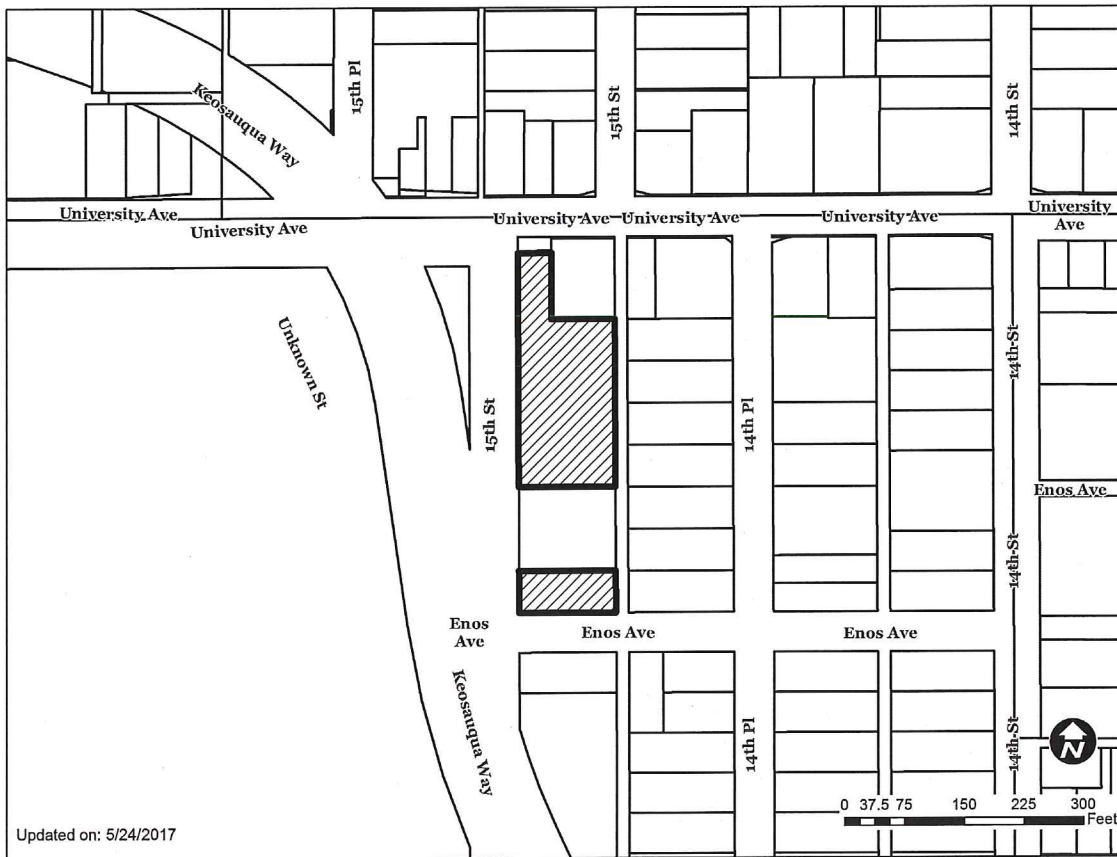 Keosauqua Way
15th Pl
15th St
14th St
University Ave
University Ave
University Ave
University Ave
University Ave
University
Ave
Unknown St
15th St
14th Pl
14th St
Enos Ave
14th St
Enos
Ave
Enos Ave
Enos Ave
Keosauqua Way
14th Pl
14th St
N
0 37.5 75 150 225 300
Feet
Updated on: 5/24/2017